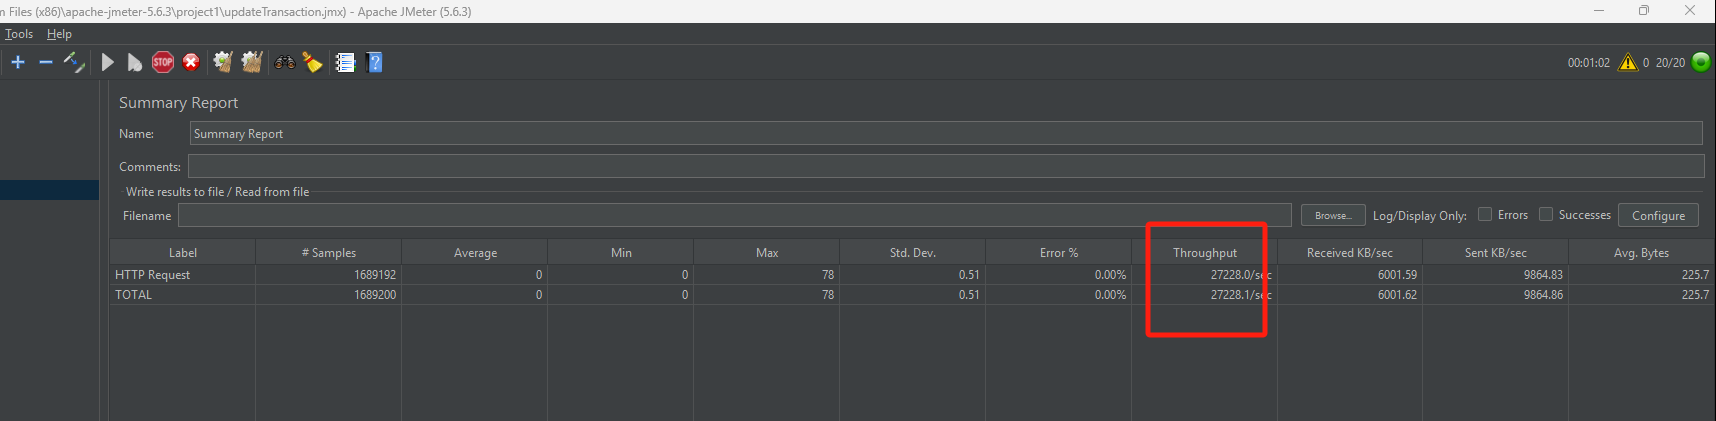 m Files (x86)\apache-jmeter-5.6.3\project1\updateTransaction.jmx) - Apache JMeter (5.6.3)
Tools Help
STOP ? 00:01:02 0 20/20
Summary Report
Name: Summary Report
Comments:
Write results to file / Read from file
Filename Browse... Log/Display Only: Errors Successes Configure
Label # Samples Average Min Max Std. Dev. Error % Throughput Received KB/sec Sent KB/sec Avg. Bytes
HTTP Request 1689192 0 0 78 0.51 0.00% 27228.0/sec 6001.59 9864.83 225.7
TOTAL 1689200 0 0 78 0.51 0.00% 27228.1/sec 6001.62 9864.86 225.7